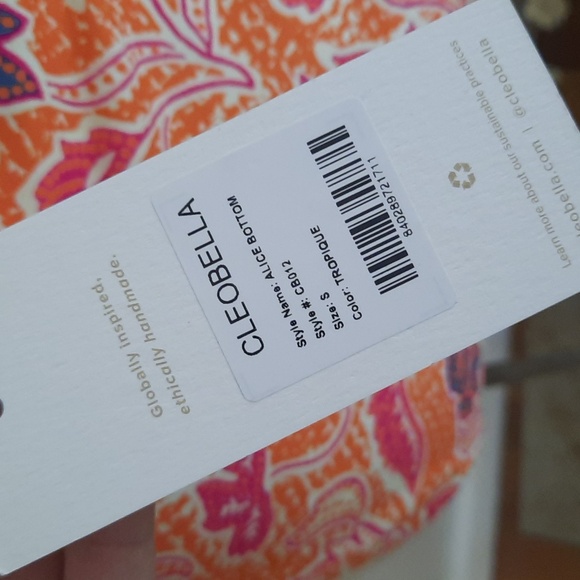 Globally inspired,
ethically handmade.
CLEOBELLA
Style Name: ALICE BOTTOM
Style #: CB012
Size: S
Color: TROPIQUE
840289721711
Learn more about our sustainable practices
eobella.com | @cleobella